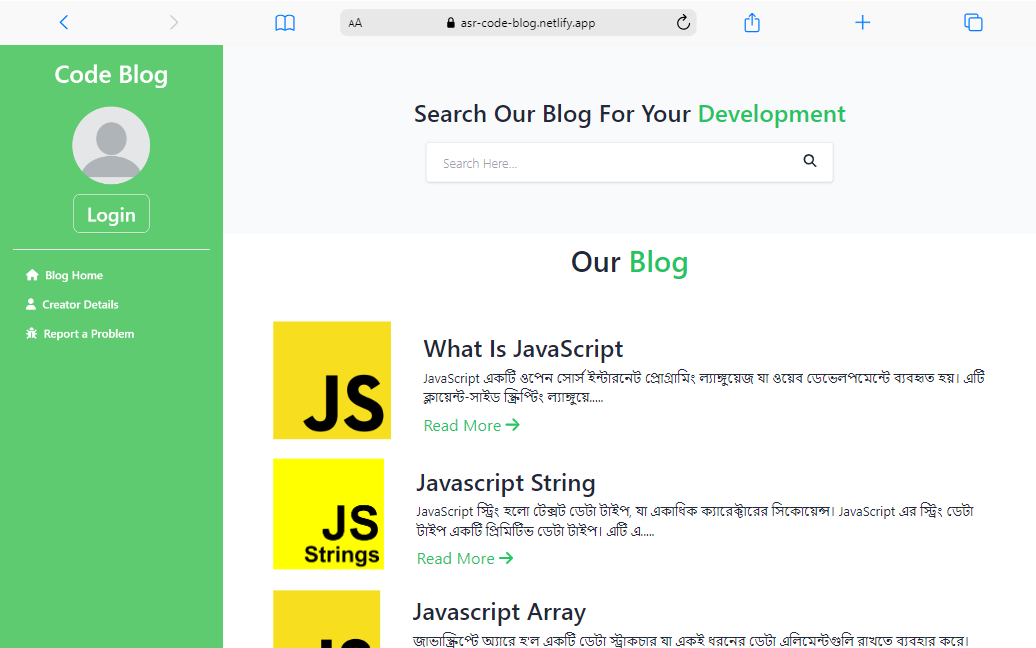 AA asr-code-blog.netlify.app
Code Blog
Login
Blog Home
Creator Details
Report a Problem
Search Our Blog For Your Development
Search Here...
Our Blog
JS
What Is JavaScript
JavaScript একটি ওপেন সোর্স ইন্টারনেট প্রোগ্রামিং ল্যাঙ্গুয়েজ যা ওয়েব ডেভেলপমেন্টে ব্যবহৃত হয়। এটি
ক্লায়েন্ট-সাইড স্ক্রিপ্টিং ল্যাঙ্গুয়ে.....
Read More
JS
Strings
Javascript String
JavaScript স্ট্রিং হলো টেক্সট ডেটা টাইপ, যা একাধিক ক্যারেক্টারের সিকোয়েন্স। JavaScript এর স্ট্রিং ডেটা
টাইপ একটি প্রিমিটিভ ডেটা টাইপ। এটি এ.....
Read More
JS
Javascript Array
জাভাস্ক্রিপ্টে অ্যারে হ'ল একটি ডেটা স্ট্রাকচার যা একই ধরনের ডেটা এলিমেন্টগুলি রাখতে ব্যবহার করে।